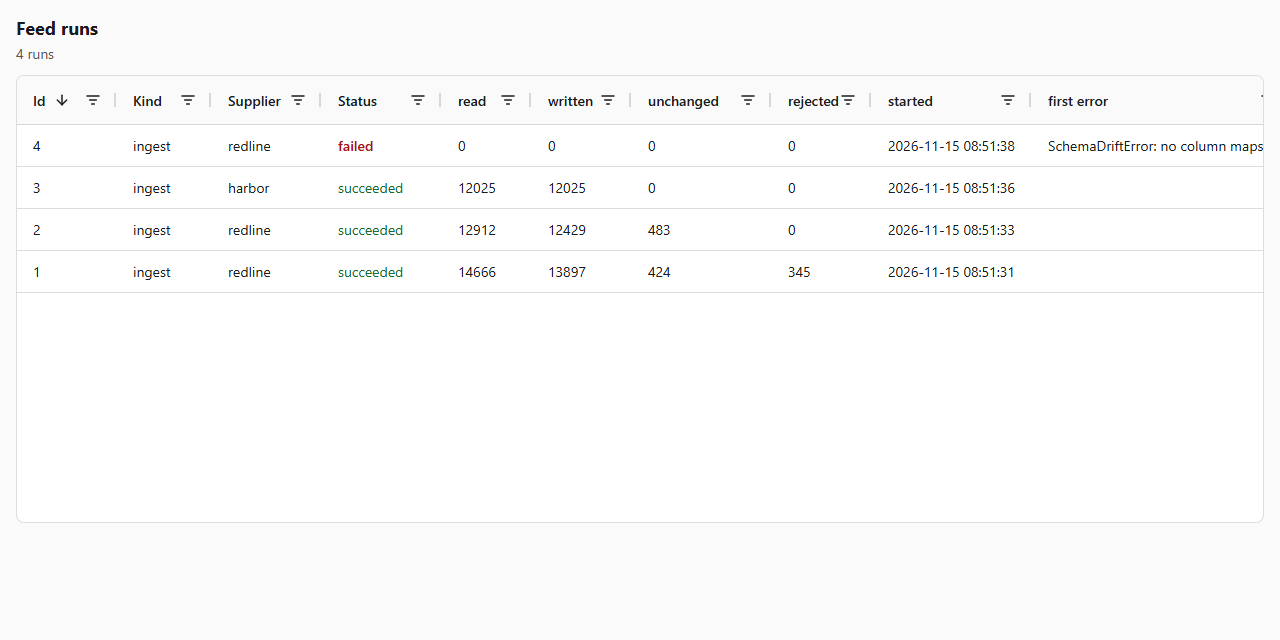 Feed runs
4 runs
Id Kind Supplier Status read written unchanged rejected started first error
4 ingest redline failed 0 0 0 0 2026-11-15 08:51:38 SchemaDriftError: no column maps
3 ingest harbor succeeded 12025 12025 0 0 2026-11-15 08:51:36
2 ingest redline succeeded 12912 12429 483 0 2026-11-15 08:51:33
1 ingest redline succeeded 14666 13897 424 345 2026-11-15 08:51:31